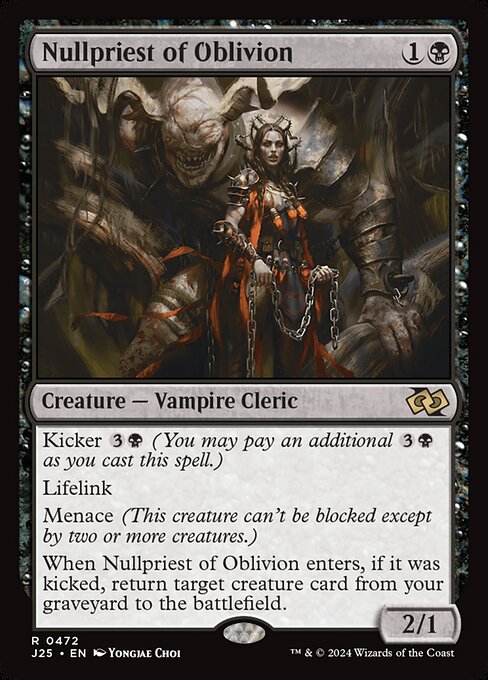 Nullpriest of Oblivion 1
Creature — Vampire Cleric
Kicker 3 (You may pay an additional 3
as you cast this spell.)
Lifelink
Menace (This creature can't be blocked except
by two or more creatures.)
When Nullpriest of Oblivion enters, if it was
kicked, return target creature card from your
graveyard to the battlefield.
2/1
R 0472
J25 • EN Yongjae Choi
™ & © 2024 Wizards of the Coast